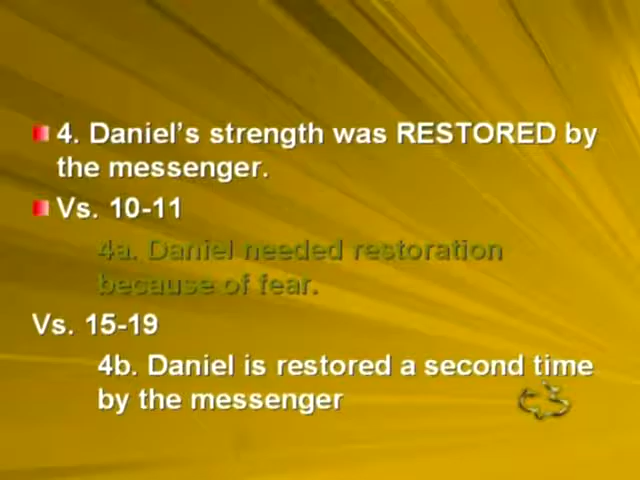 4. Daniel's strength was RESTORED by
the messenger.
Vs. 10-11
4a. Daniel needed restoration
because of fear.
Vs. 15-19
4b. Daniel is restored a second time
by the messenger